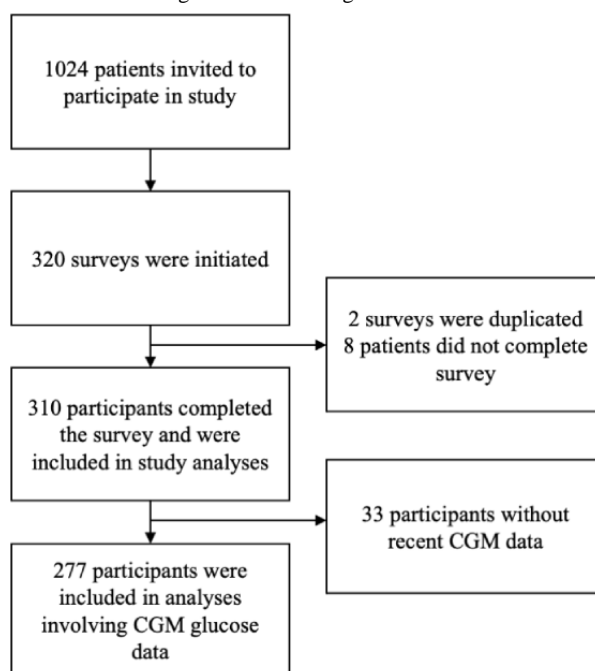 1024 patients invited to
participate in study
320 surveys were initiated
2 surveys were duplicated
8 patients did not complete
survey
310 participants completed
the survey and were
included in study analyses
33 participants without
recent CGM data
277 participants were
included in analyses
involving CGM glucose
data